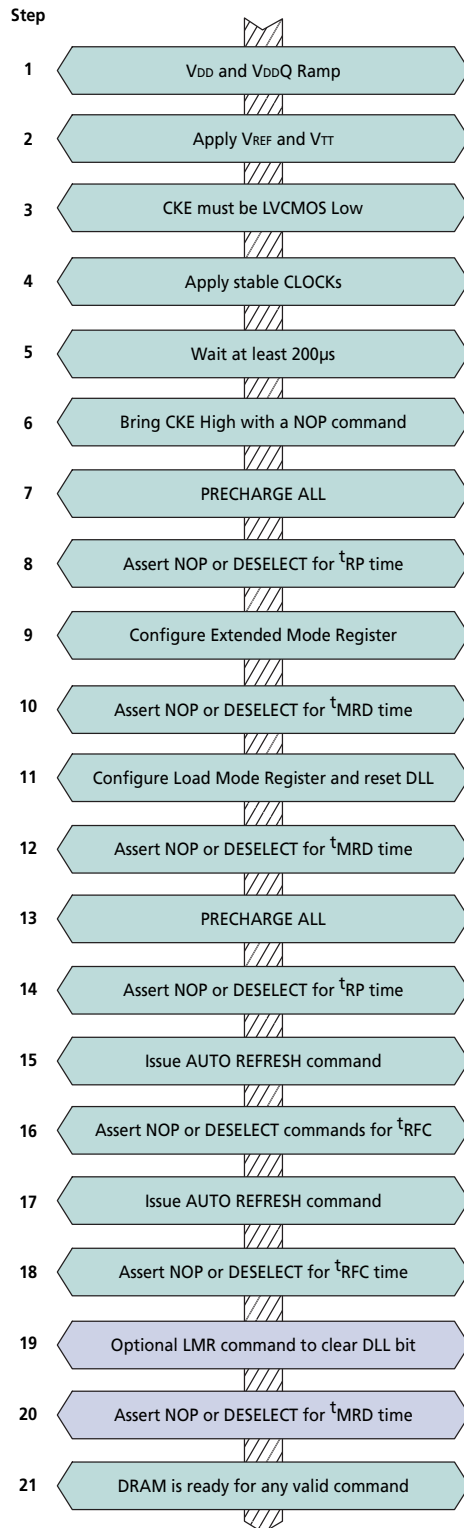 Step
1 VDD and VDDQ Ramp
2 Apply VREF and VTT
3 CKE must be LVCMOS Low
4 Apply stable CLOCKs
5 Wait at least 200µs
6 Bring CKE High with a NOP command
7 PRECHARGE ALL
8 Assert NOP or DESELECT for tRP time
9 Configure Extended Mode Register
10 Assert NOP or DESELECT for tMRD time
11 Configure Load Mode Register and reset DLL
12 Assert NOP or DESELECT for tMRD time
13 PRECHARGE ALL
14 Assert NOP or DESELECT for tRP time
15 Issue AUTO REFRESH command
16 Assert NOP or DESELECT commands for tRFC
17 Issue AUTO REFRESH command
18 Assert NOP or DESELECT for tRFC time
19 Optional LMR command to clear DLL bit
20 Assert NOP or DESELECT for tMRD time
21 DRAM is ready for any valid command